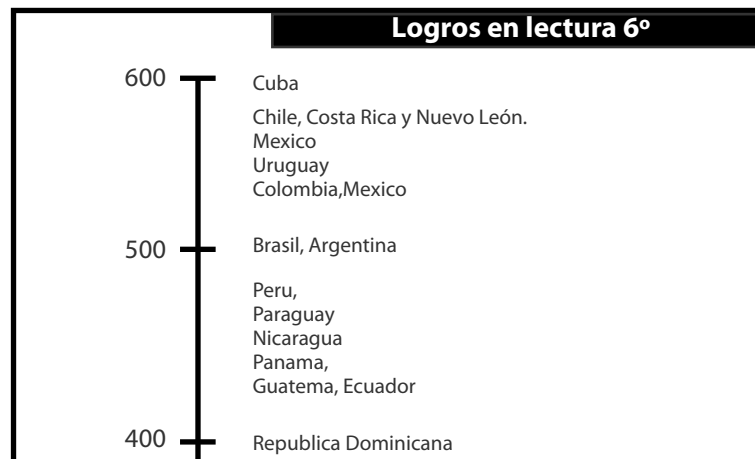 Logros en lectura 6º
600
Cuba
Chile, Costa Rica y Nuevo León.
Mexico
Uruguay
Colombia,Mexico
500
Brasil, Argentina
Peru,
Paraguay
Nicaragua
Panama,
Guatema, Ecuador
400
Republica Dominicana